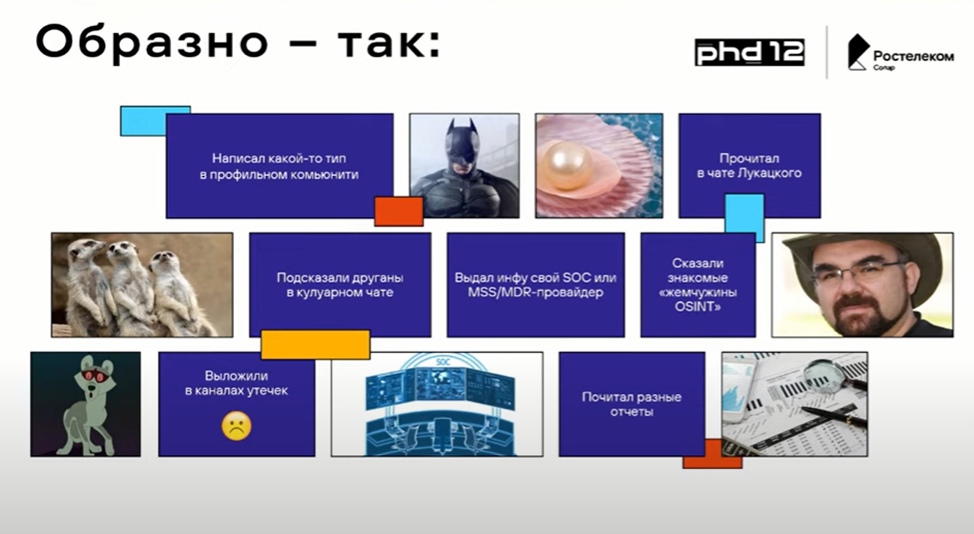 Образно – так:
phd 12
Ростелеком
Солар
Написал какой-то тип
в профильном комьюнити
Прочитал
в чате Лукацкого
Подсказали друганы
в кулуарном чате
Выдал инфу свой SOC или
MSS/MDR-провайдер
Сказали
знакомые
«жемчужины
OSINT»
Выложили
в каналах утечек
SOC
Почитал разные
отчеты